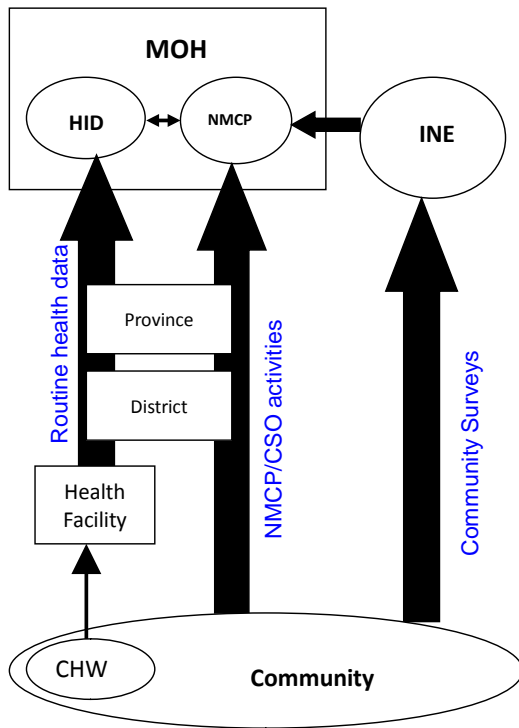 MOH
HID
NMCP
INE
Routine health data
Province
District
NMCP/CSO activities
Community Surveys
Health
Facility
CHW
Community